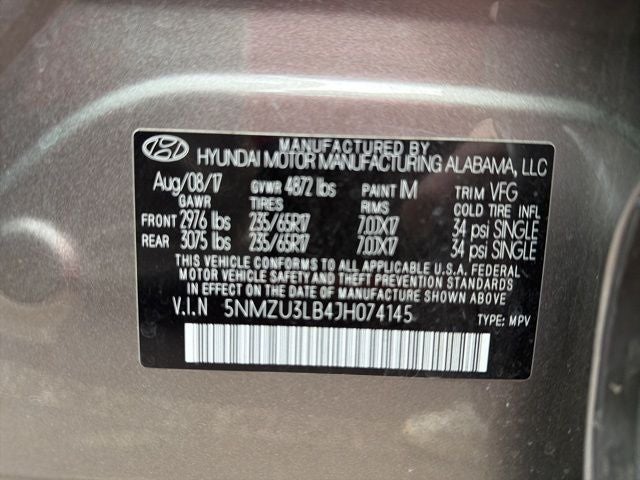 MANUFACTURED BY
HYUNDAI MOTOR MANUFACTURING ALABAMA, LLC
Aug/08/17 GVWR 4872 lbs PAINT IM TRIM VFG
GAWR TIRES RIMS COLD TIRE INFL
FRONT 2976 lbs 235/65R17 7.0JX17 34 psi SINGLE
REAR 3075 lbs 235/65R17 7.0JX17 34 psi SINGLE
THIS VEHICLE CONFORMS TO ALL APPLICABLE U.S.A. FEDERAL
MOTOR VEHICLE SAFETY AND THEFT PREVENTION STANDARDS
IN EFFECT ON THE DATE OF MANUFACTURE SHOWN ABOVE.
V.I.N 5NMZU3LB4JH074145 TYPE: MPV